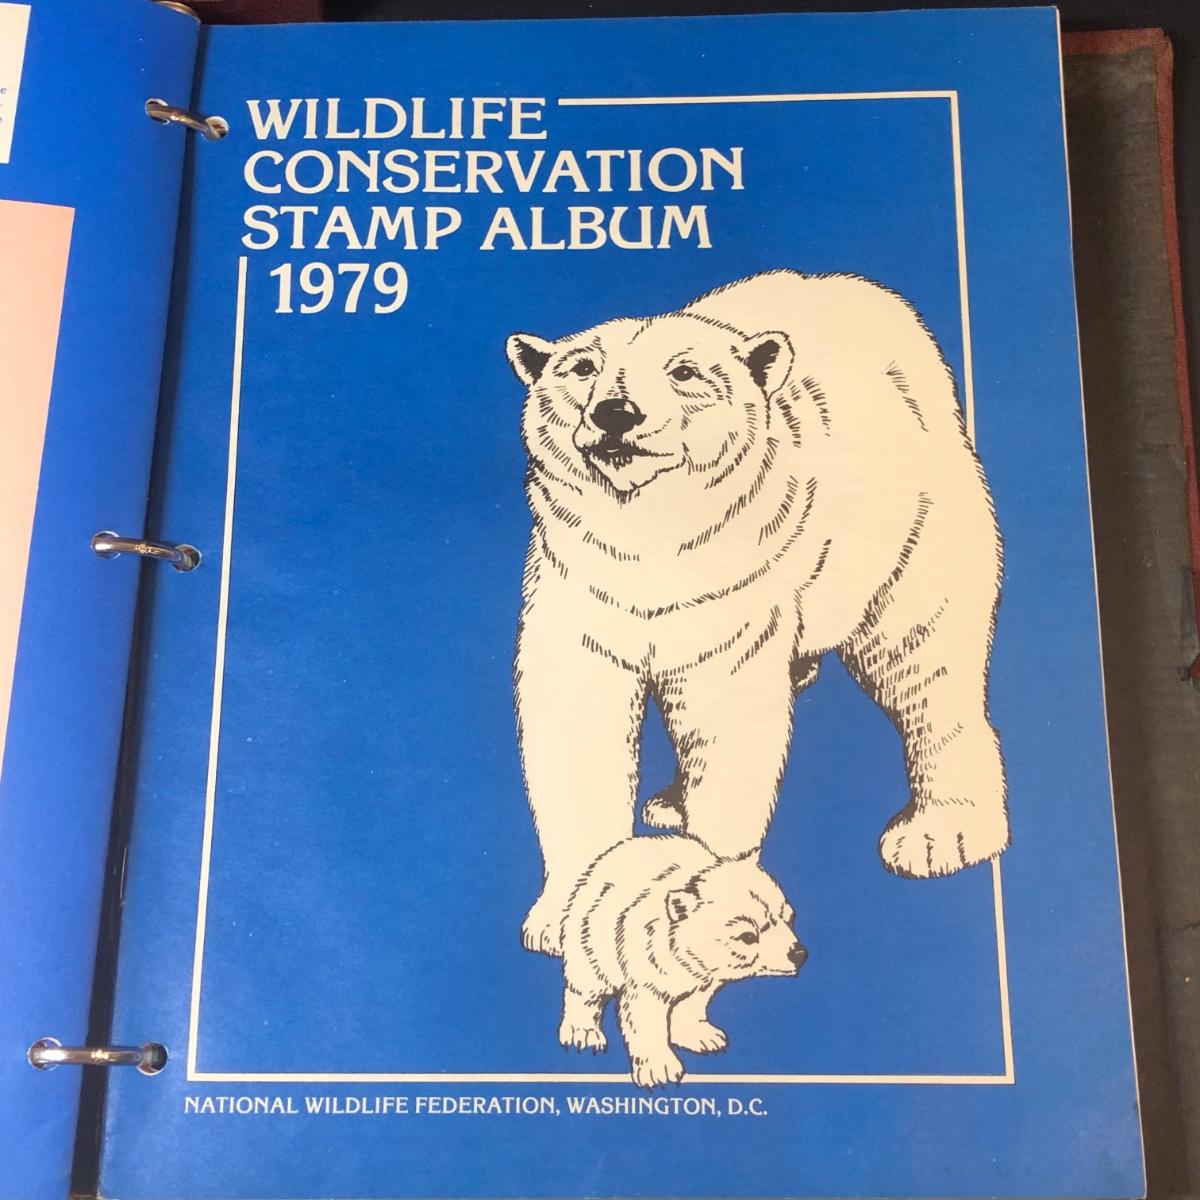 WILDLIFE
CONSERVATION
STAMP ALBUM
1979
NATIONAL WILDLIFE FEDERATION, WASHINGTON, D.C.